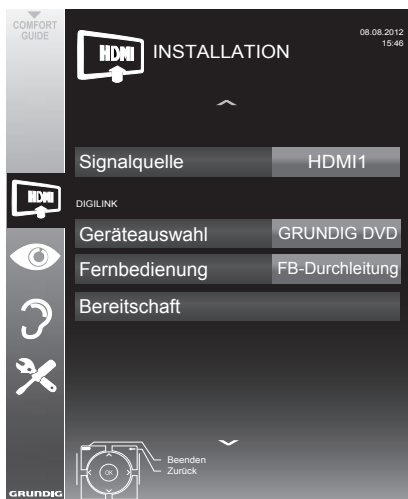 COMFORT
GUIDE
HDMI
INSTALLATION
08.08.2012
15:46
Signalquelle
HDMI1
HDMI
DIGILINK
Geräteauswahl
GRUNDIG DVD
Fernbedienung
FB-Durchleitung
Bereitschaft
Beenden
Zurück
OK
GRUNDIG